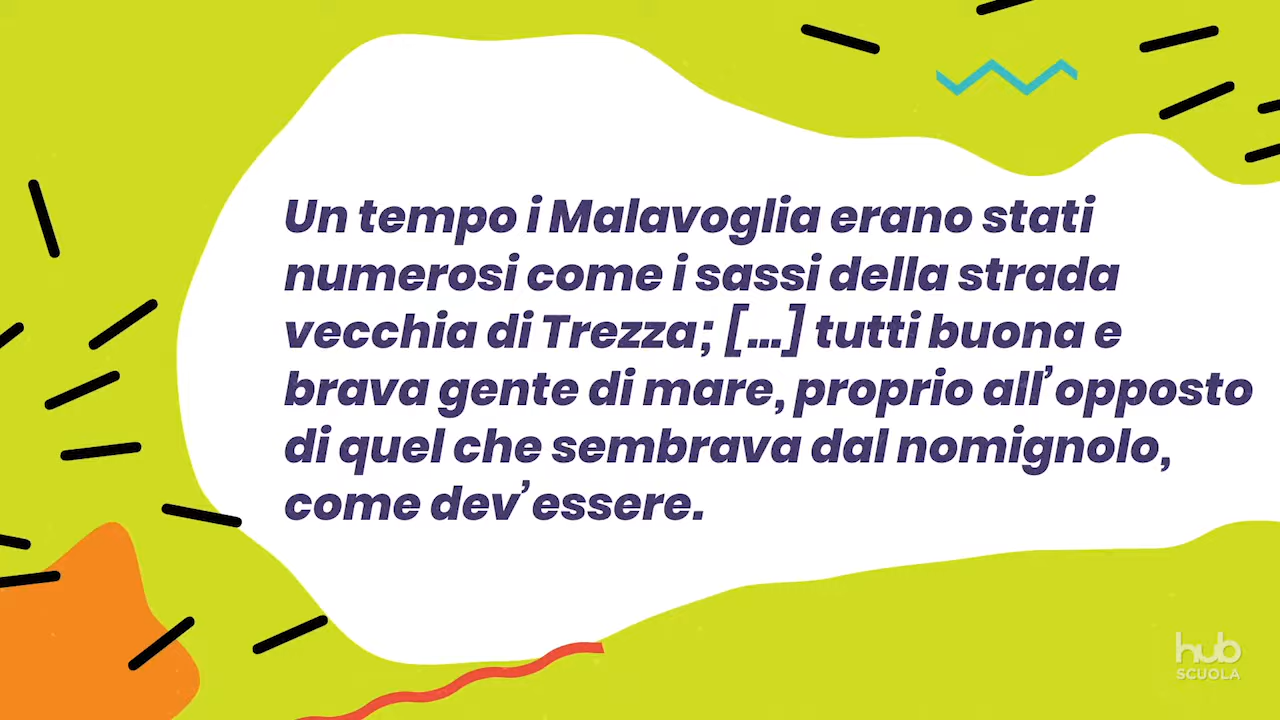 Un tempo i Malavoglia erano stati
numerosi come i sassi della strada
vecchia di Trezza; [...] tutti buona e
brava gente di mare, proprio all’opposto
di quel che sembrava dal nomignolo,
come dev’essere.
hub
SCUOLA